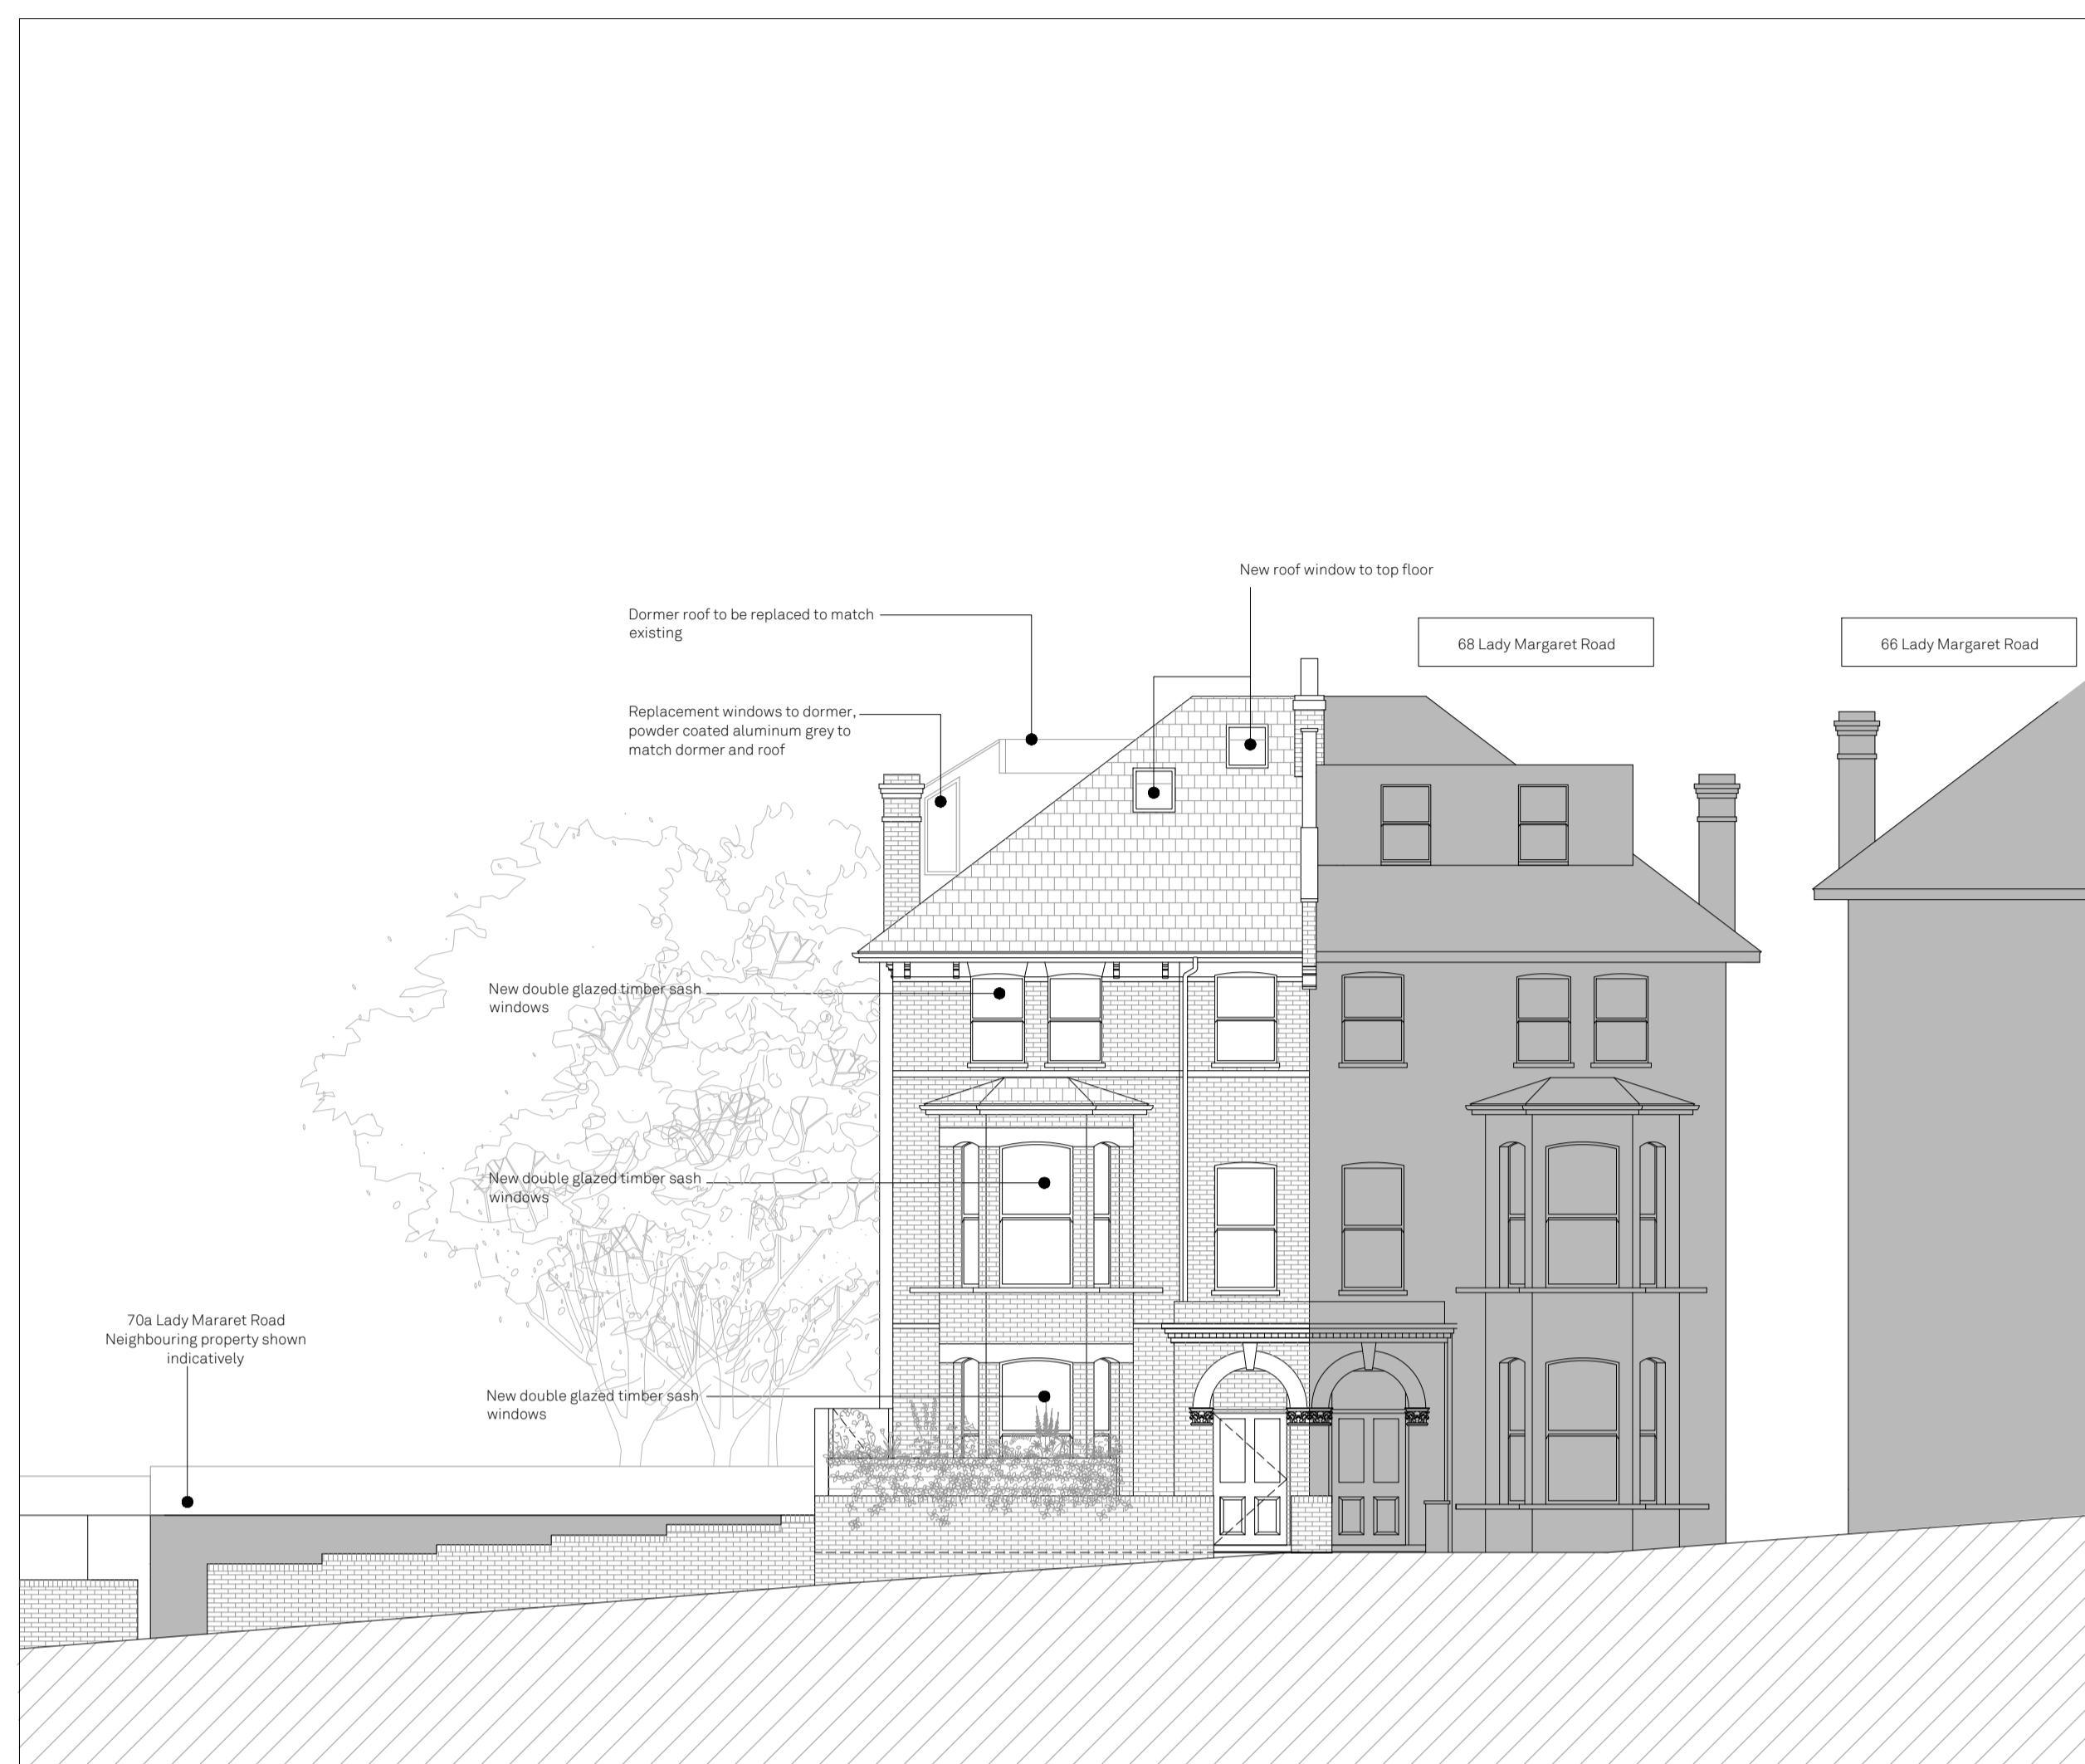 New roof window to top floor
Dormer roof to be replaced to match
existing
68 Lady Margaret Road
66 Lady Margaret Road
Replacement windows to dormer,
powder coated aluminum grey to
match dormer and roof
New double glazed timber sash
windows
New double glazed timber sash
windows
70a Lady Mararet Road
Neighbouring property shown
indicatively
New double glazed timber sash
windows